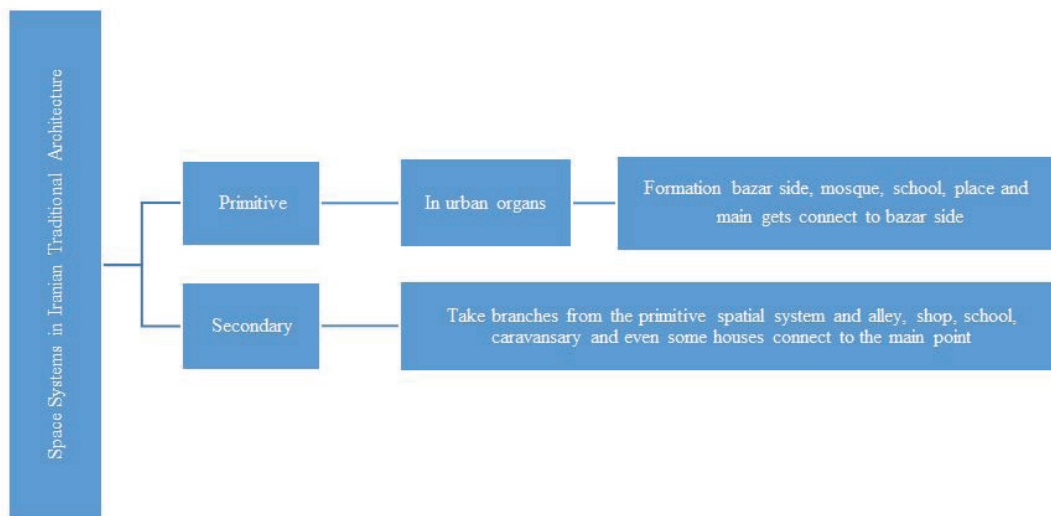 Space Systems in Iranian Traditional Architecture
Primitive
In urban organs
Formation bazar side, mosque, school, place and
main gets connect to bazar side
Secondary
Take branches from the primitive spatial system and alley, shop, school,
caravansary and even some houses connect to the main point